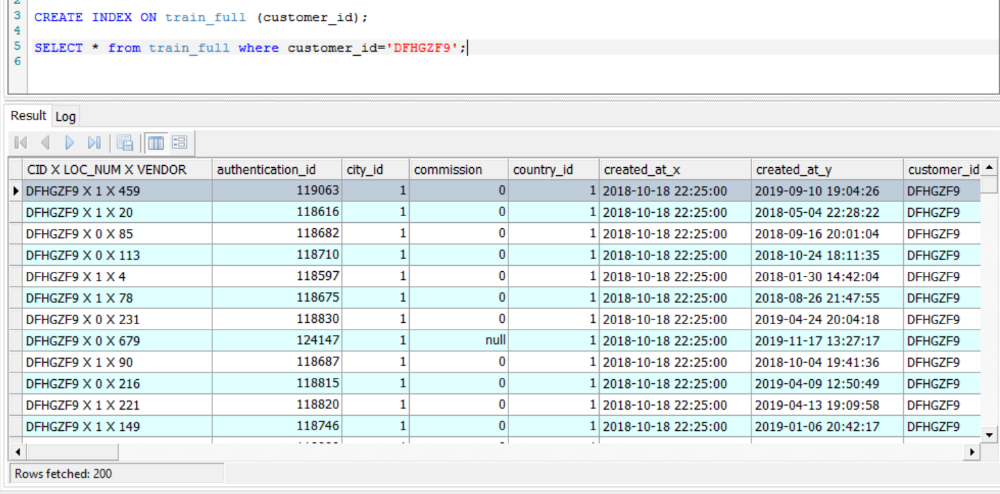 2
3 CREATE INDEX ON train_full (customer_id);
4
5 SELECT * from train_full where customer_id='DFHGZF9';
6
Result Log
CID X LOC_NUM X VENDOR authentication_id city_id commission country_id created_at_x created_at_y customer_id
DFHGZF9 X 1 X 459 119063 1 0 1 2018-10-18 22:25:00 2019-09-10 19:04:26 DFHGZF9
DFHGZF9 X 1 X 20 118616 1 0 1 2018-10-18 22:25:00 2018-05-04 22:28:22 DFHGZF9
DFHGZF9 X 0 X 85 118682 1 0 1 2018-10-18 22:25:00 2018-09-16 20:01:04 DFHGZF9
DFHGZF9 X 0 X 113 118710 1 0 1 2018-10-18 22:25:00 2018-10-24 18:11:35 DFHGZF9
DFHGZF9 X 1 X 4 118597 1 0 1 2018-10-18 22:25:00 2018-01-30 14:42:04 DFHGZF9
DFHGZF9 X 1 X 78 118675 1 0 1 2018-10-18 22:25:00 2018-08-26 21:47:55 DFHGZF9
DFHGZF9 X 0 X 231 118830 1 0 1 2018-10-18 22:25:00 2019-04-24 20:04:18 DFHGZF9
DFHGZF9 X 0 X 679 124147 1 null 1 2018-10-18 22:25:00 2019-11-17 13:27:17 DFHGZF9
DFHGZF9 X 1 X 90 118687 1 0 1 2018-10-18 22:25:00 2018-10-04 19:41:36 DFHGZF9
DFHGZF9 X 0 X 216 118815 1 0 1 2018-10-18 22:25:00 2019-04-09 12:50:49 DFHGZF9
DFHGZF9 X 1 X 221 118820 1 0 1 2018-10-18 22:25:00 2019-04-13 19:09:58 DFHGZF9
DFHGZF9 X 1 X 149 118746 1 0 1 2018-10-18 22:25:00 2019-01-06 20:42:17 DFHGZF9
Rows fetched: 200